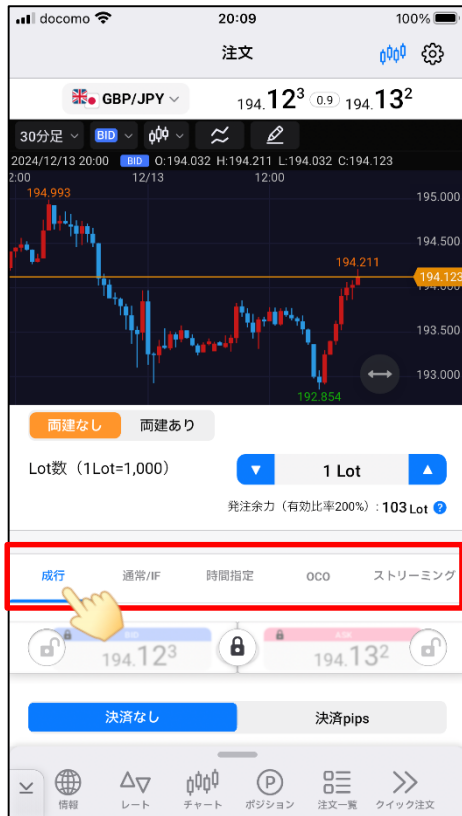 docomo 20:09 100%
注文
GBP/JPY 194.123 0.9 194.132
30分足 BID
2024/12/13 20:00 BID O:194.032 H:194.211 L:194.032 C:194.123
2:00 12/13 12:00
194.993
195.000
194.500
194.211
194.123
194.000
193.500
193.000
192.854
両建なし 両建あり
Lot数（1Lot=1,000） 1 Lot
発注余力（有効比率200%）: 103 Lot ?
成行 通常/IF 時間指定 OCO ストリーミング
BID ASK
194.123 194.132
決済なし 決済pips
P
情報 レート チャート ポジション 注文一覧 クイック注文